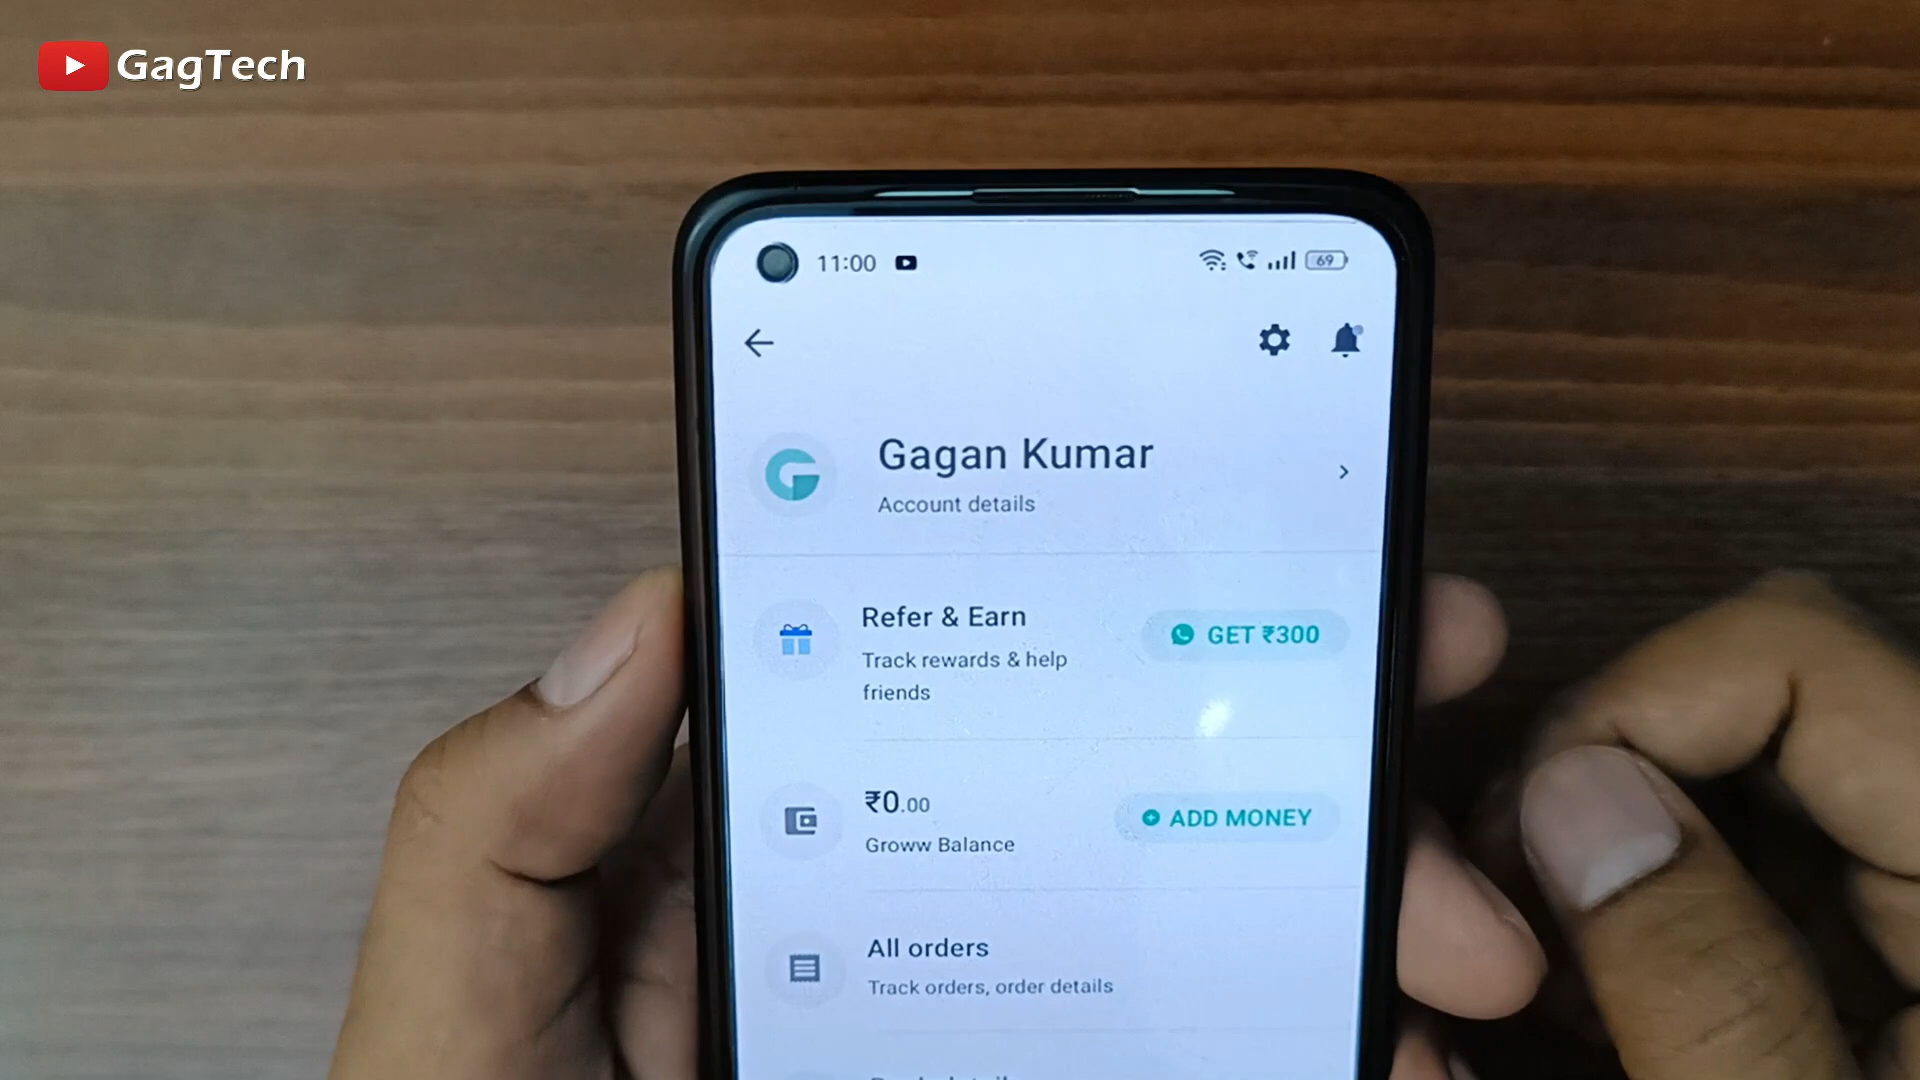 GagTech
11:00
69
Gagan Kumar
Account details
Refer & Earn
GET ₹300
Track rewards & help
friends
₹0.00
ADD MONEY
Groww Balance
All orders
Track orders, order details